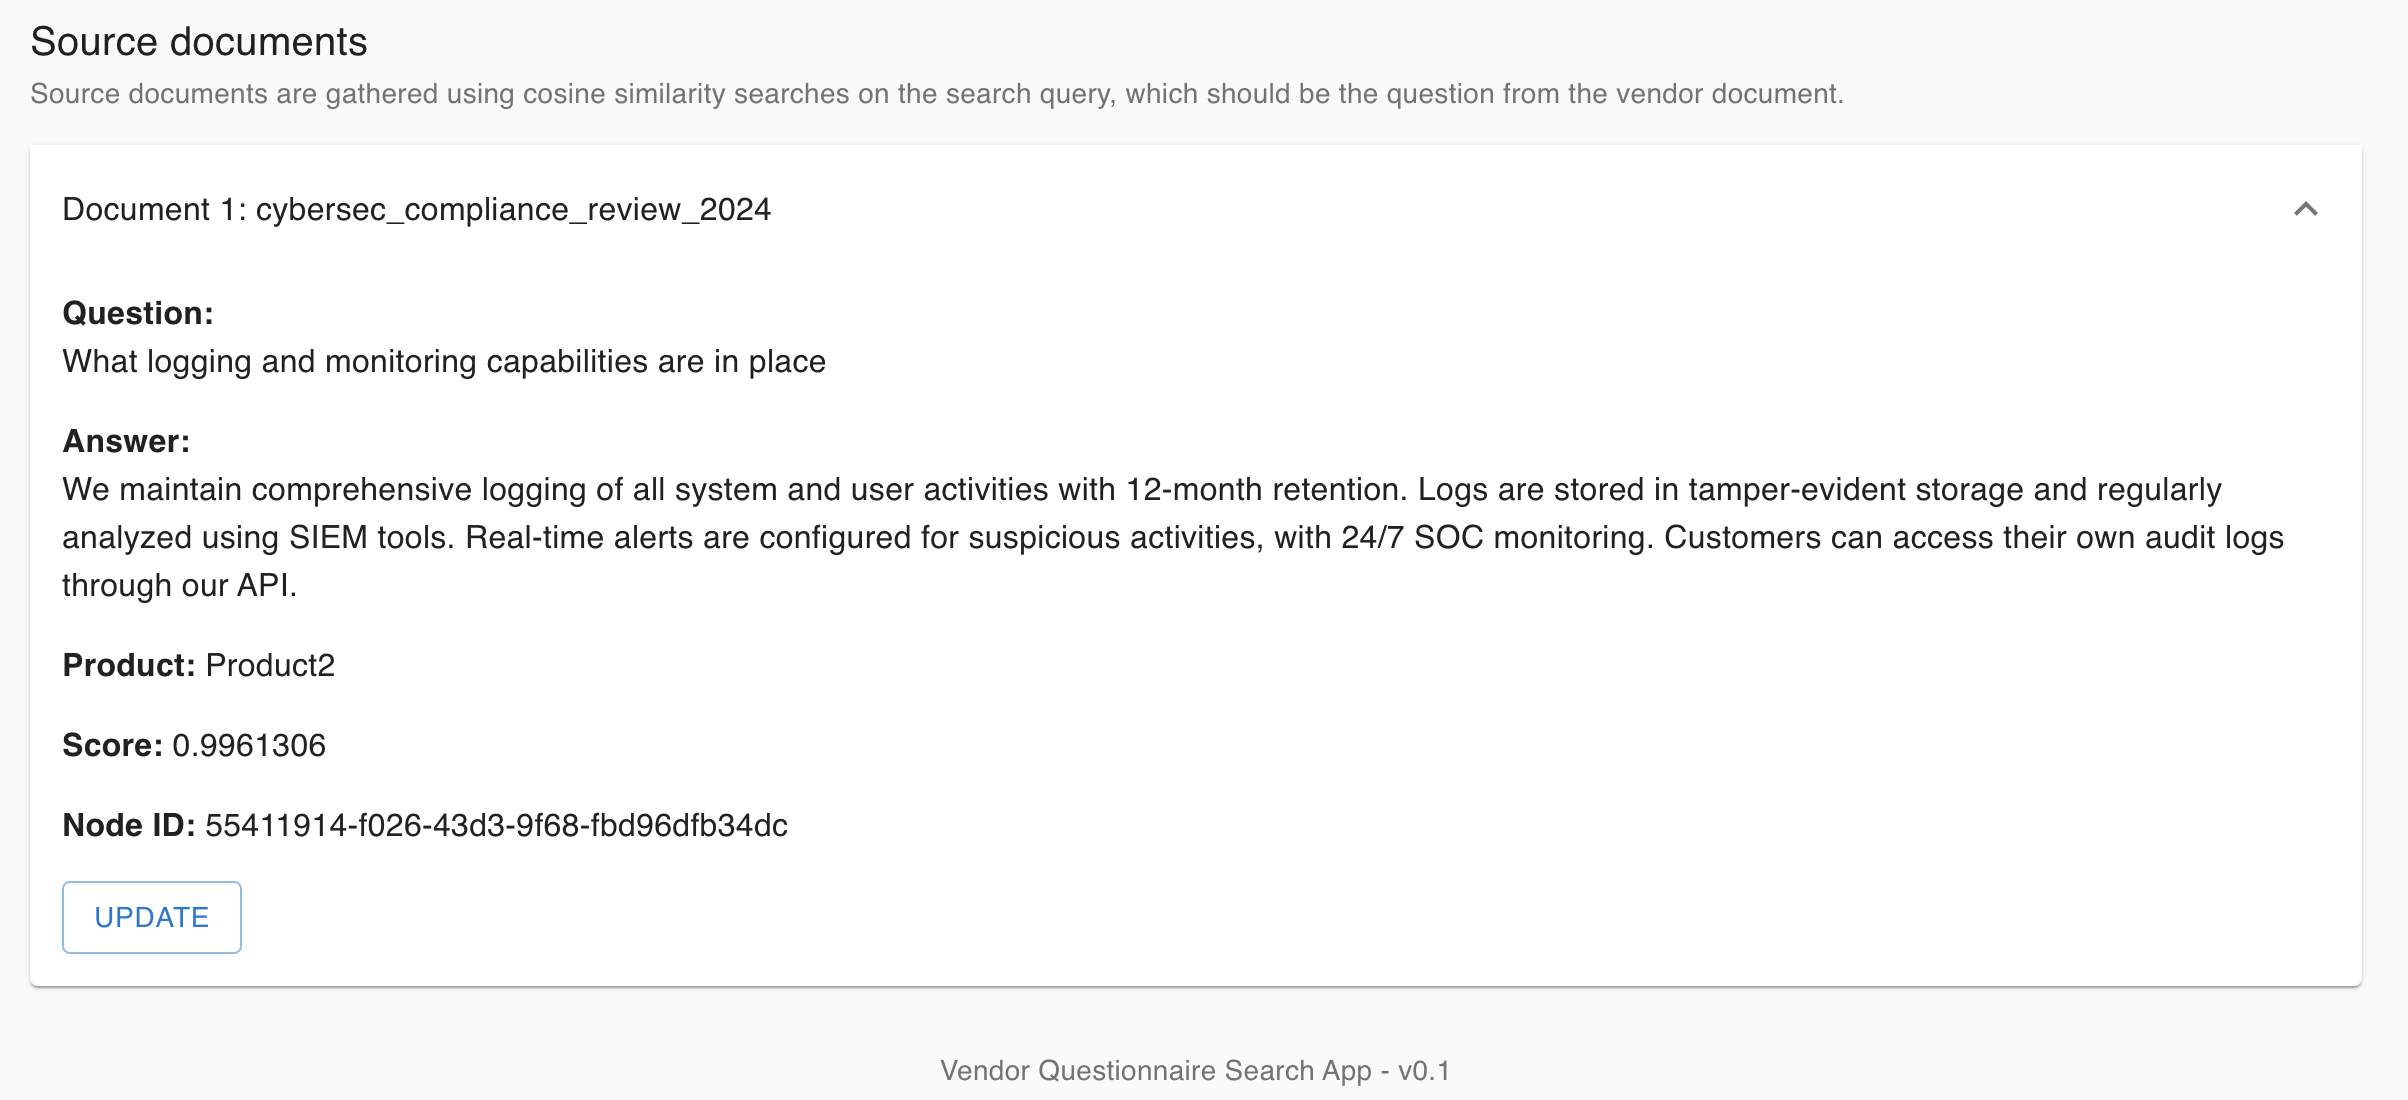 Source documents
Source documents are gathered using cosine similarity searches on the search query, which should be the question from the vendor document.
Document 1: cybersec_compliance_review_2024
Question:
What logging and monitoring capabilities are in place
Answer:
We maintain comprehensive logging of all system and user activities with 12-month retention. Logs are stored in tamper-evident storage and regularly
analyzed using SIEM tools. Real-time alerts are configured for suspicious activities, with 24/7 SOC monitoring. Customers can access their own audit logs
through our API.
Product: Product2
Score: 0.9961306
Node ID: 55411914-f026-43d3-9f68-fbd96dfb34dc
UPDATE
Vendor Questionnaire Search App - v0.1